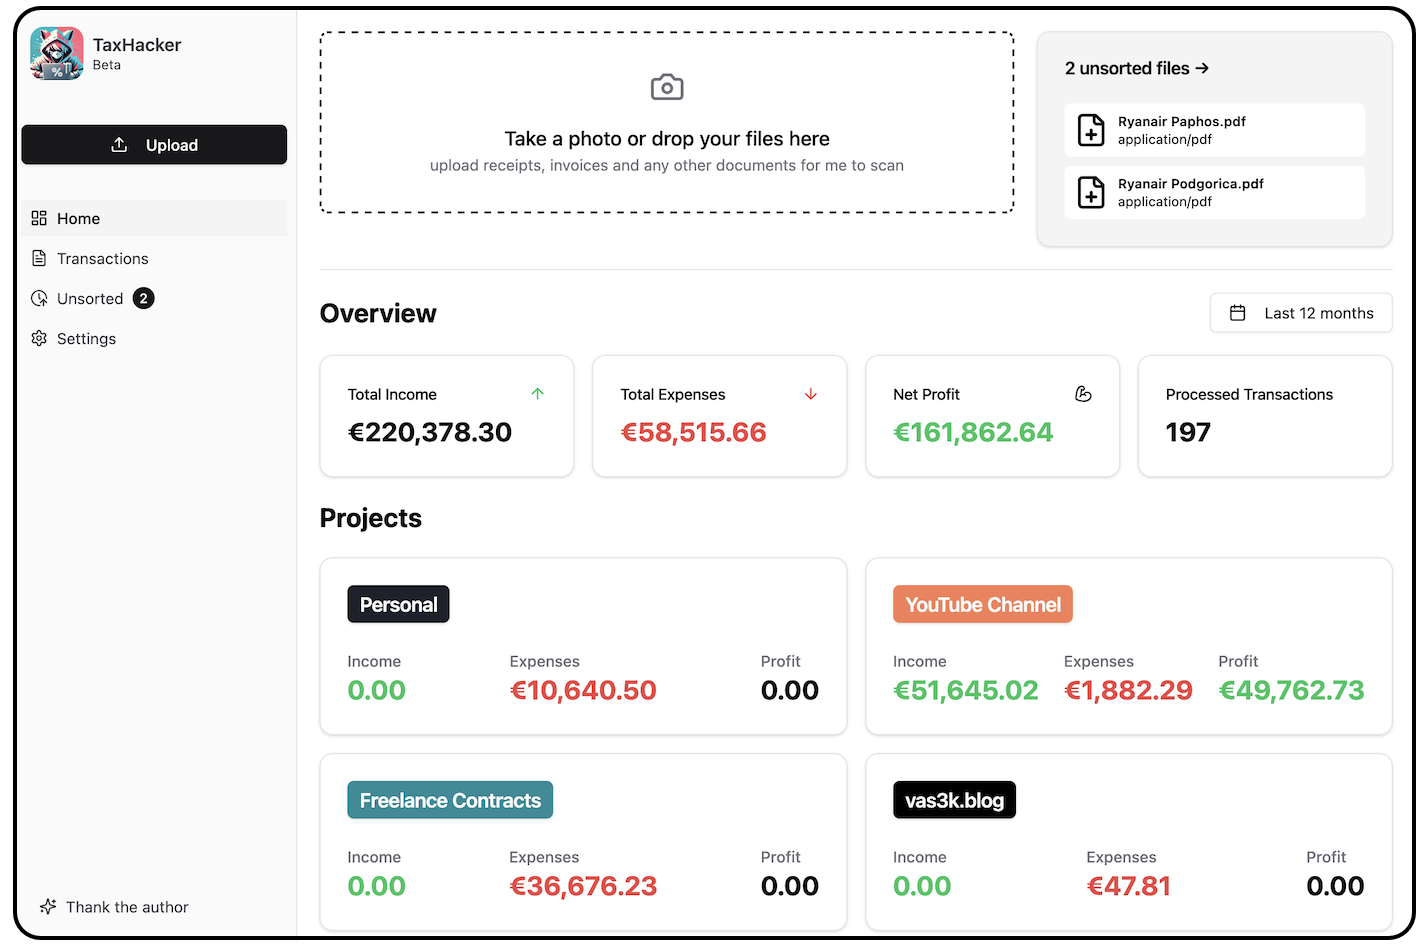 TaxHacker
Beta
Upload
Home
Transactions
Unsorted 2
Settings
Thank the author
Take a photo or drop your files here
upload receipts, invoices and any other documents for me to scan
2 unsorted files →
Ryanair Paphos.pdf
application/pdf
Ryanair Podgorica.pdf
application/pdf
Overview
Last 12 months
Total Income
€220,378.30
Total Expenses
€58,515.66
Net Profit
€161,862.64
Processed Transactions
197
Projects
Personal
Income Expenses Profit
0.00 €10,640.50 0.00
YouTube Channel
Income Expenses Profit
€51,645.02 €1,882.29 €49,762.73
Freelance Contracts
Income Expenses Profit
0.00 €36,676.23 0.00
vas3k.blog
Income Expenses Profit
0.00 €47.81 0.00